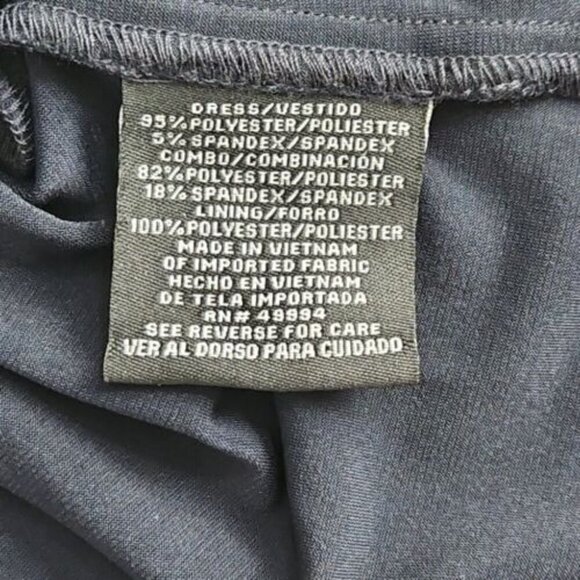 DRESS/VESTIDO
95% POLYESTER/POLIESTER
5% SPANDEX/SPANDEX
COMBO/COMBINACIÓN
82% POLYESTER/POLIESTER
18% SPANDEX/SPANDEX
LINING/FORRO
100% POLYESTER/POLIESTER
MADE IN VIETNAM
OF IMPORTED FABRIC
HECHO EN VIETNAM
DE TELA IMPORTADA
RN# 49994
SEE REVERSE FOR CARE
VER AL DORSO PARA CUIDADO